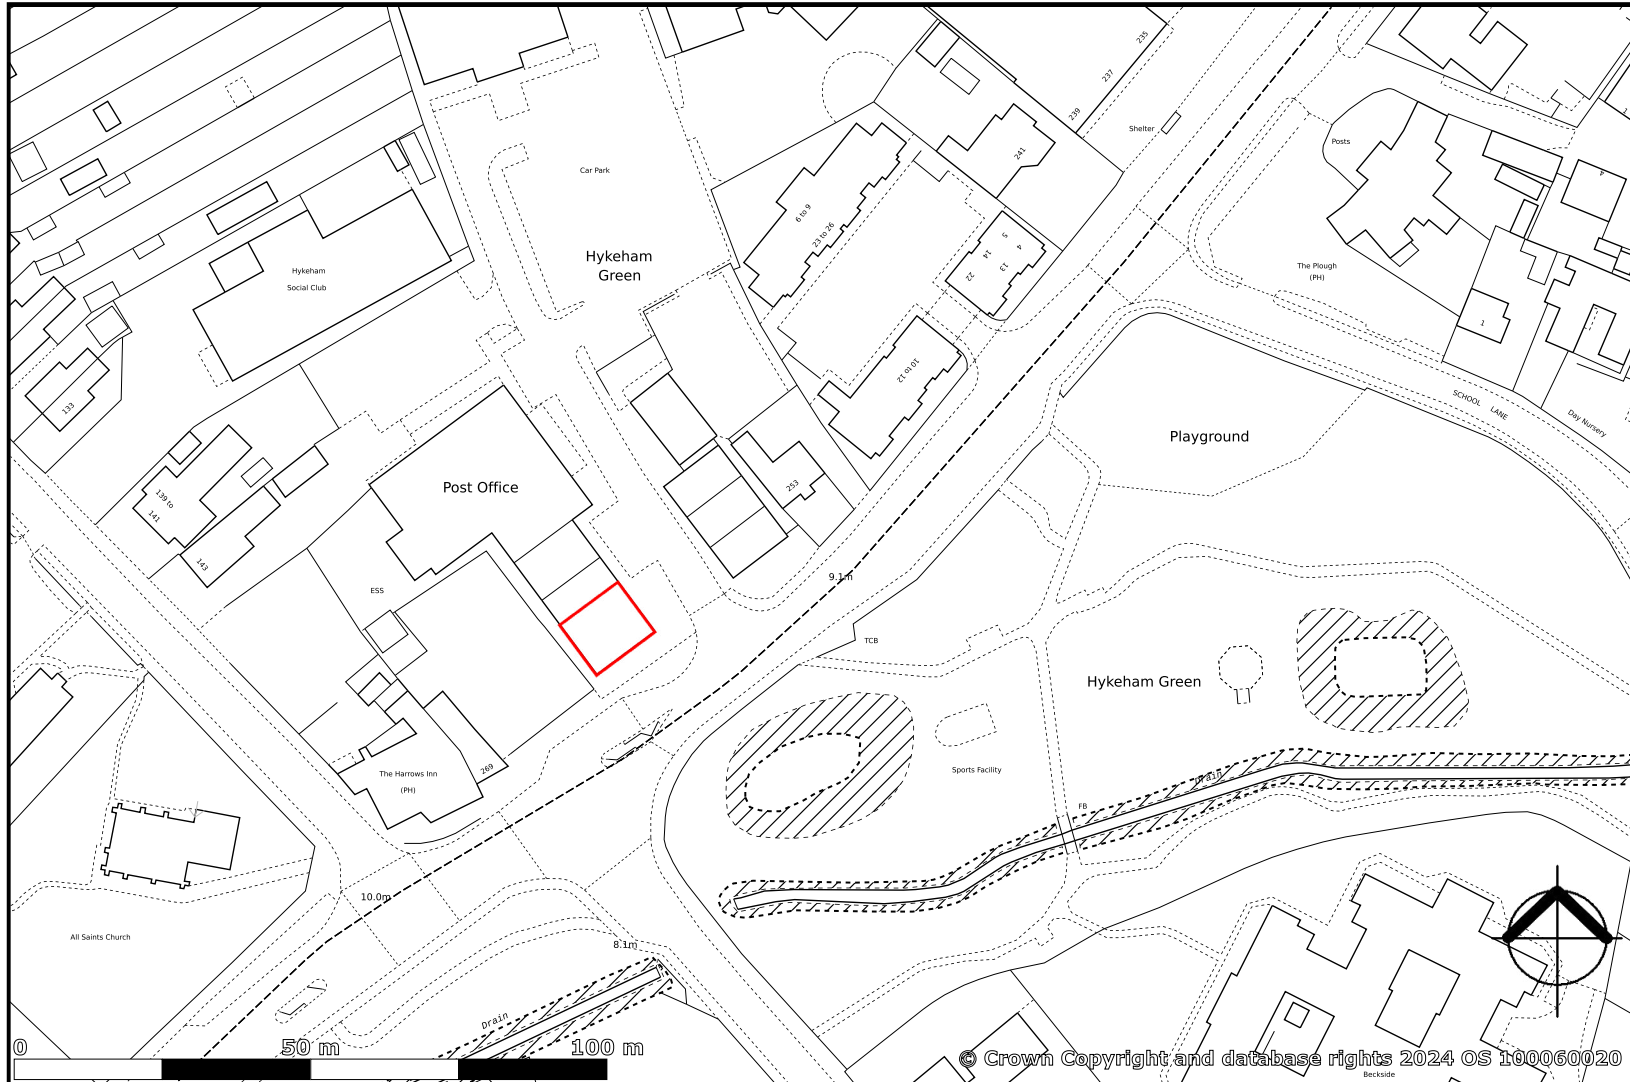 235
237
239
Shelter
Posts
241
Car Park
6 to 9
23 to 26
5
4
14
13
22
Hykeham
Green
Hykeham
Social Club
The Plough
(PH)
1
4
10 to 12
133
SCHOOL LANE
Day Nursery
Playground
139 to
141
Post Office
253
143
ESS
9.1m
TCB
Hykeham Green
The Harrows Inn
(PH)
269
Sports Facility
Drain
FB
10.0m
All Saints Church
8.1m
Drain
0
50 m
100 m
© Crown Copyright and database rights 2024 OS 100060020
Beckside